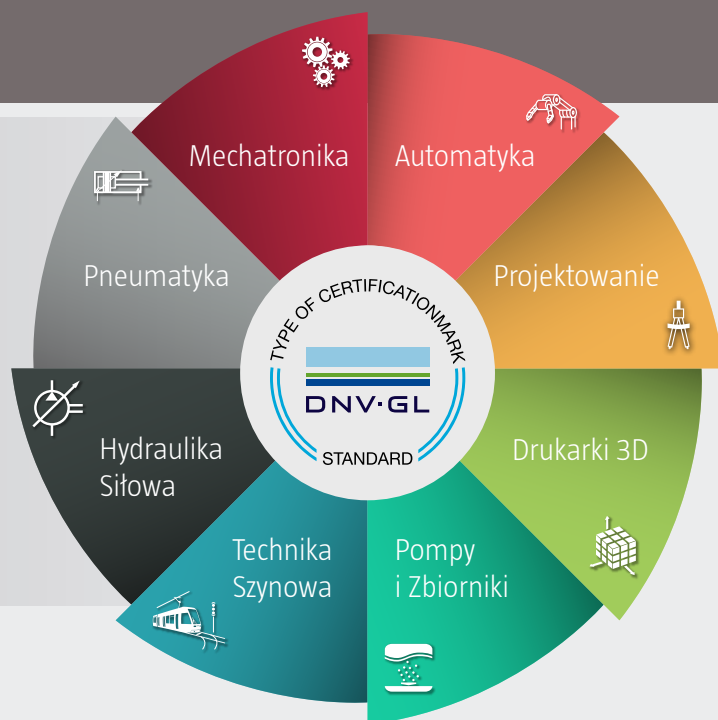 Mechatronika
Automatyka
Pneumatyka
Projektowanie
TYPE OF CERTIFICATIONMARK
DNV·GL
STANDARD
Hydraulika
Siłowa
Drukarki 3D
Technika
Szynowa
Pompy
i Zbiorniki